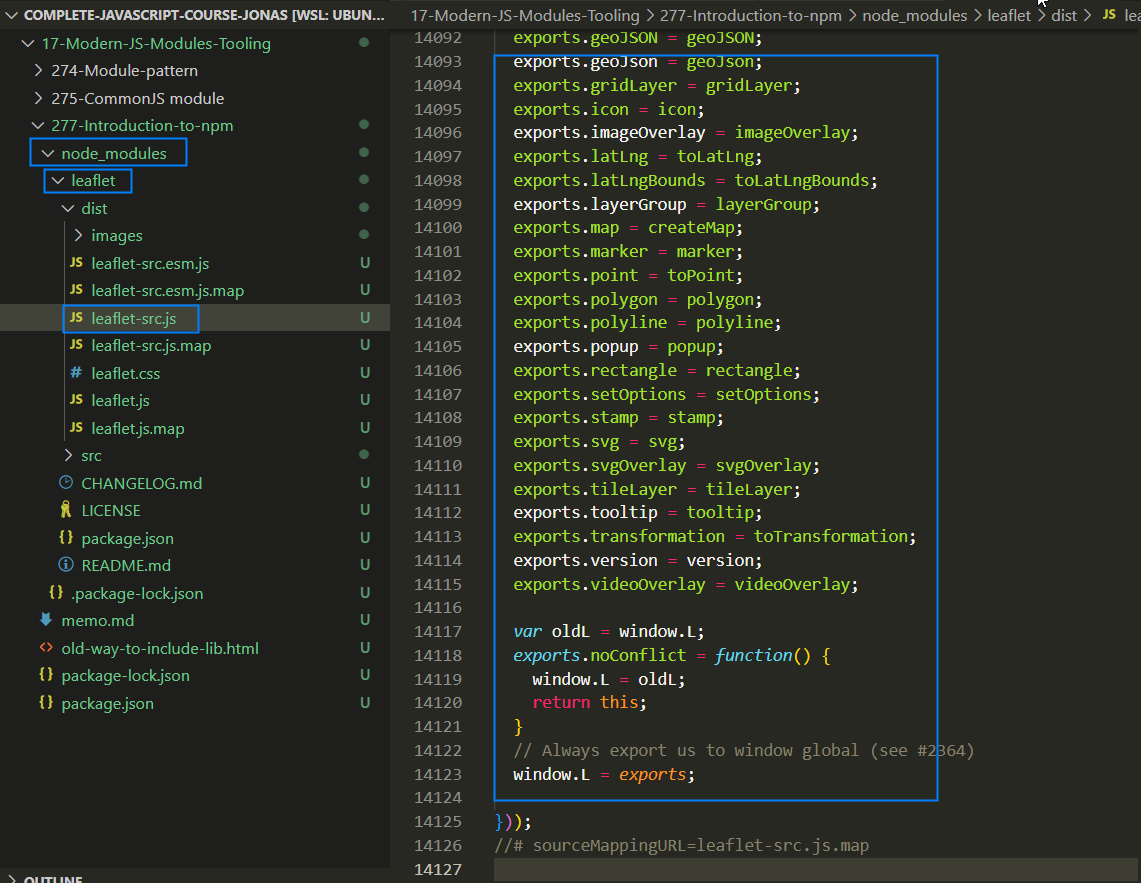 COMPLETE-JAVASCRIPT-COURSE-JONAS [WSL: UBUN...
17-Modern-JS-Modules-Tooling
274-Module-pattern
275-CommonJS module
277-Introduction-to-npm
node_modules
leaflet
dist
images
JS leaflet-src.esm.js U
JS leaflet-src.esm.js.map U
JS leaflet-src.js U
JS leaflet-src.js.map U
# leaflet.css U
JS leaflet.js U
JS leaflet.js.map U
src
CHANGELOG.md U
LICENSE U
{} package.json U
README.md U
{} .package-lock.json U
memo.md U
<> old-way-to-include-lib.html U
{} package-lock.json U
{} package.json U
OUTLINE
17-Modern-JS-Modules-Tooling > 277-Introduction-to-npm > node_modules > leaflet > dist > JS lea
14092 exports.geoJSON = geoJSON;
14093 exports.geoJson = geoJson;
14094 exports.gridLayer = gridLayer;
14095 exports.icon = icon;
14096 exports.imageOverlay = imageOverlay;
14097 exports.latLng = toLatLng;
14098 exports.latLngBounds = toLatLngBounds;
14099 exports.layerGroup = layerGroup;
14100 exports.map = createMap;
14101 exports.marker = marker;
14102 exports.point = toPoint;
14103 exports.polygon = polygon;
14104 exports.polyline = polyline;
14105 exports.popup = popup;
14106 exports.rectangle = rectangle;
14107 exports.setOptions = setOptions;
14108 exports.stamp = stamp;
14109 exports.svg = svg;
14110 exports.svgOverlay = svgOverlay;
14111 exports.tileLayer = tileLayer;
14112 exports.tooltip = tooltip;
14113 exports.transformation = toTransformation;
14114 exports.version = version;
14115 exports.videoOverlay = videoOverlay;
14116
14117 var oldL = window.L;
14118 exports.noConflict = function() {
14119 window.L = oldL;
14120 return this;
14121 }
14122 // Always export us to window global (see #2364)
14123 window.L = exports;
14124
14125 }));
14126 //# sourceMappingURL=leaflet-src.js.map
14127